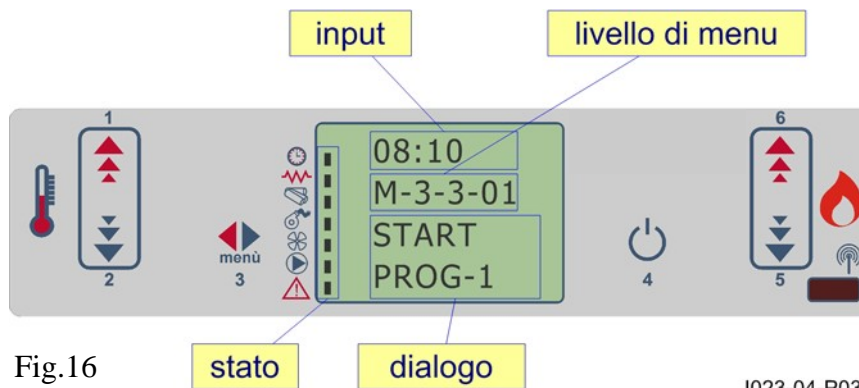 input
livello di menu
1
6
08:10
M-3-3-01
START
PROG-1
menù
3
4
2
5
Fig.16
stato
dialogo